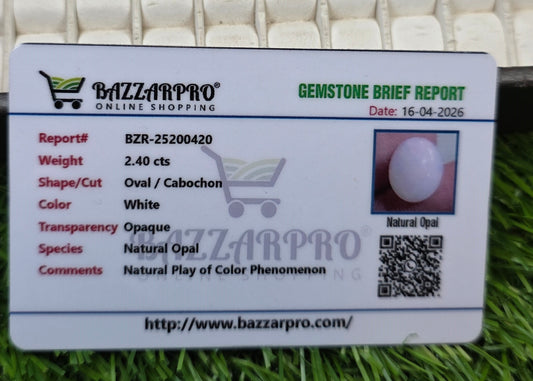 BAZZARPRO®
ONLINE SHOPPING
GEMSTONE BRIEF REPORT
Date: 16-04-2026
Report# BZR-25200420
Weight 2.40 cts
Shape/Cut Oval / Cabochon
Color White
Transparency Opaque
Species Natural Opal
Comments Natural Play of Color Phenomenon
Natural Opal
BAZZARPRO®
ONLINE SHOPPING
http://www.bazzarpro.com/